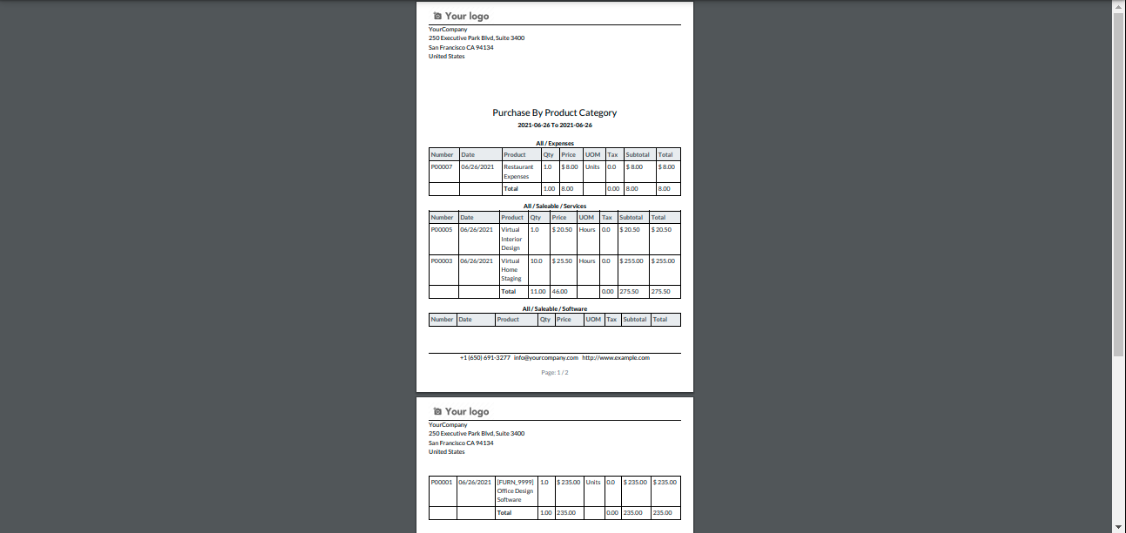 Your logo
YourCompany
250 Executive Park Blvd, Suite 3400
San Francisco CA 94134
United States
Purchase By Product Category
2021-06-26 To 2021-06-26
All / Expenses
Number Date Product Qty Price UOM Tax Subtotal Total
P00007 06/26/2021 Restaurant 1.0 $ 8.00 Units 0.0 $ 8.00 $ 8.00
Expenses
Total 1.00 8.00 0.00 8.00 8.00
All / Saleable / Services
Number Date Product Qty Price UOM Tax Subtotal Total
P00005 06/26/2021 Virtual 1.0 $ 20.50 Hours 0.0 $ 20.50 $ 20.50
Interior
Design
P00003 06/26/2021 Virtual 10.0 $ 25.50 Hours 0.0 $ 255.00 $ 255.00
Home
Staging
Total 11.00 46.00 0.00 275.50 275.50
All / Saleable / Software
Number Date Product Qty Price UOM Tax Subtotal Total
+1 (650) 691-3277 info@yourcompany.com http://www.example.com
Page: 1 / 2
Your logo
YourCompany
250 Executive Park Blvd, Suite 3400
San Francisco CA 94134
United States
P00001 06/26/2021 [FURN_9999] 1.0 $ 235.00 Units 0.0 $ 235.00 $ 235.00
Office Design
Software
Total 1.00 235.00 0.00 235.00 235.00